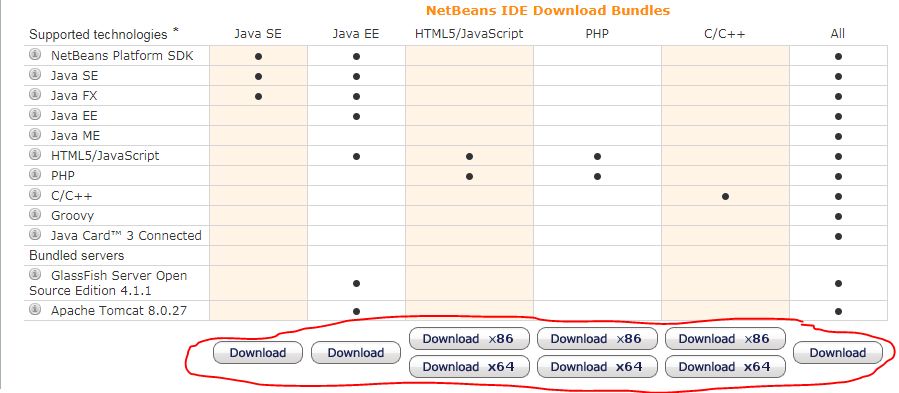 NetBeans IDE Download Bundles
Supported technologies * Java SE Java EE HTML5/JavaScript PHP C/C++ All
NetBeans Platform SDK
Java SE
Java FX
Java EE
Java ME
HTML5/JavaScript
PHP
C/C++
Groovy
Java Card™ 3 Connected
Bundled servers
GlassFish Server Open
Source Edition 4.1.1
Apache Tomcat 8.0.27
Download x86 Download x86 Download x86
Download Download Download
Download x64 Download x64 Download x64